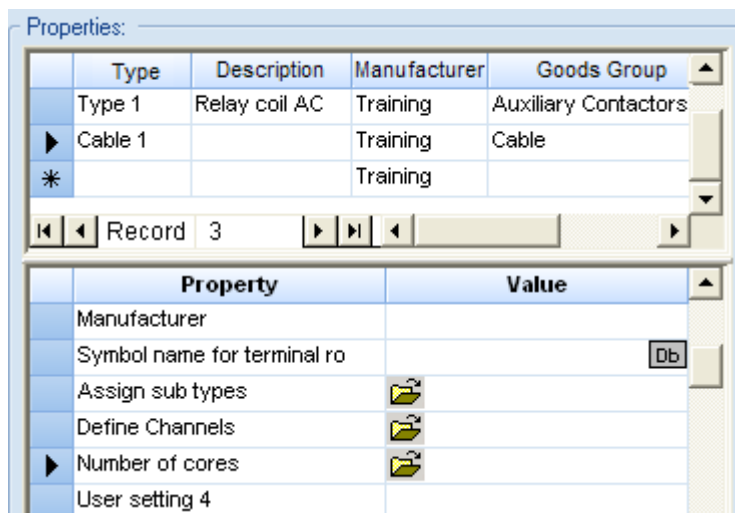 Properties:
Type Description Manufacturer Goods Group
Type 1 Relay coil AC Training Auxiliary Contactors
Cable 1 Training Cable
Training
Record 3
Property Value
Manufacturer
Symbol name for terminal ro Db
Assign sub types
Define Channels
Number of cores
User setting 4